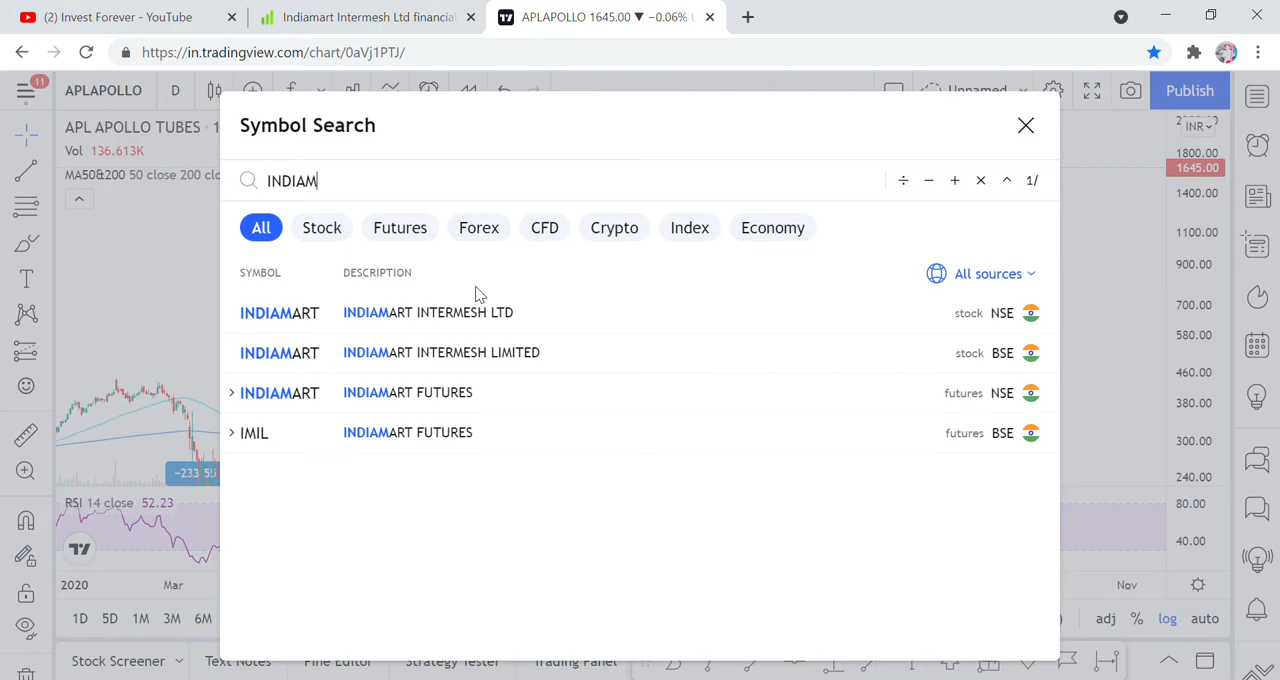 (2) Invest Forever - YouTube
Indiamart Intermesh Ltd financial
APLAPOLLO 1645.00 ▼ −0.06%
https://in.tradingview.com/chart/0aVj1PTJ/
11
APLAPOLLO
D
Unnamed
Publish
APL APOLLO TUBES · 1
Vol 136.613K
MA50&200 50 close 200
INR
1800.00
1645.00
1400.00
1100.00
900.00
700.00
580.00
460.00
380.00
300.00
240.00
80.00
40.00
Symbol Search
INDIAM
÷ − + × ^ 1/
All
Stock
Futures
Forex
CFD
Crypto
Index
Economy
SYMBOL
DESCRIPTION
All sources
INDIAMART INDIAMART INTERMESH LTD stock NSE
INDIAMART INDIAMART INTERMESH LIMITED stock BSE
INDIAMART INDIAMART FUTURES futures NSE
IMIL INDIAMART FUTURES futures BSE
−233.55
RSI 14 close 52.23
2020
Mar
Nov
1D 5D 1M 3M 6M
adj % log auto
Stock Screener
Text Notes
Pine Editor
Strategy Tester
Trading Panel